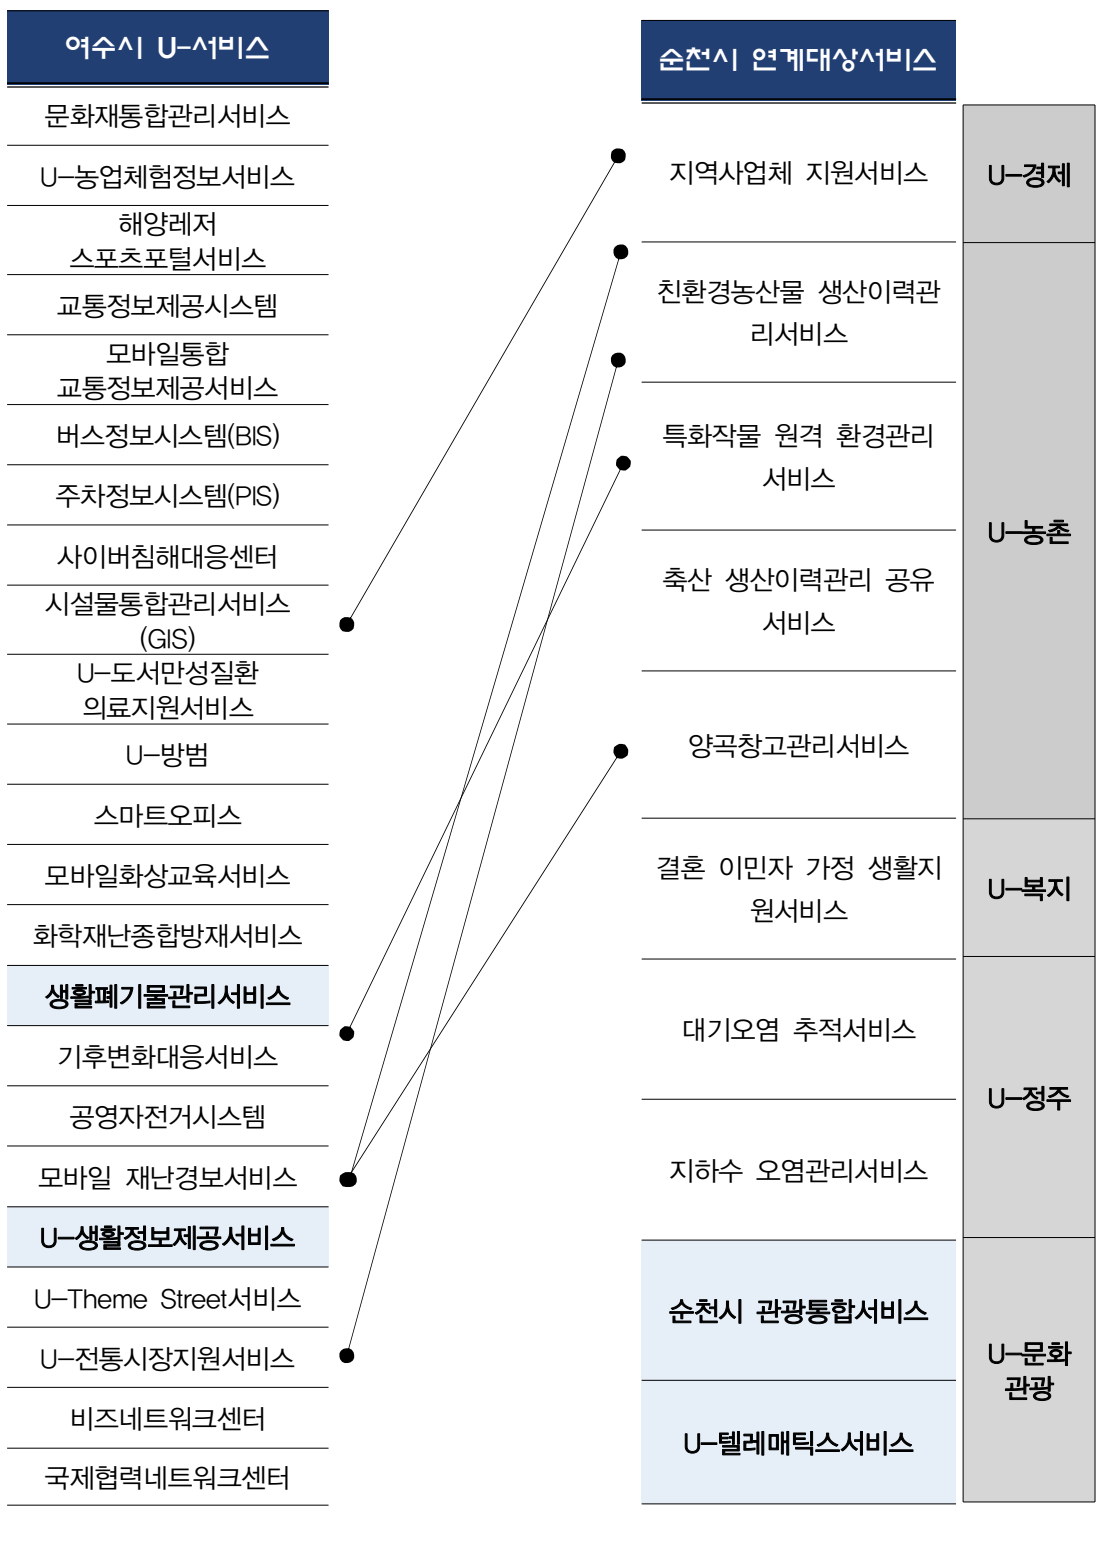 여수시 U-서비스
문화재통합관리서비스
U-농업체험정보서비스
해양레저
스포츠포털서비스
교통정보제공시스템
모바일통합
교통정보제공서비스
버스정보시스템(BIS)
주차정보시스템(PIS)
사이버침해대응센터
시설물통합관리서비스
(GIS)
U-도서만성질환
의료지원서비스
U-방범
스마트오피스
모바일화상교육서비스
화학재난종합방재서비스
생활폐기물관리서비스
기후변화대응서비스
공영자전거시스템
모바일 재난경보서비스
U-생활정보제공서비스
U-Theme Street서비스
U-전통시장지원서비스
비즈네트워크센터
국제협력네트워크센터
순천시 연계대상서비스
지역사업체 지원서비스
친환경농산물 생산이력관
리서비스
특화작물 원격 환경관리
서비스
축산 생산이력관리 공유
서비스
양곡창고관리서비스
결혼 이민자 가정 생활지
원서비스
대기오염 추적서비스
지하수 오염관리서비스
순천시 관광통합서비스
U-텔레매틱스서비스
U-경제
U-농촌
U-복지
U-정주
U-문화
관광